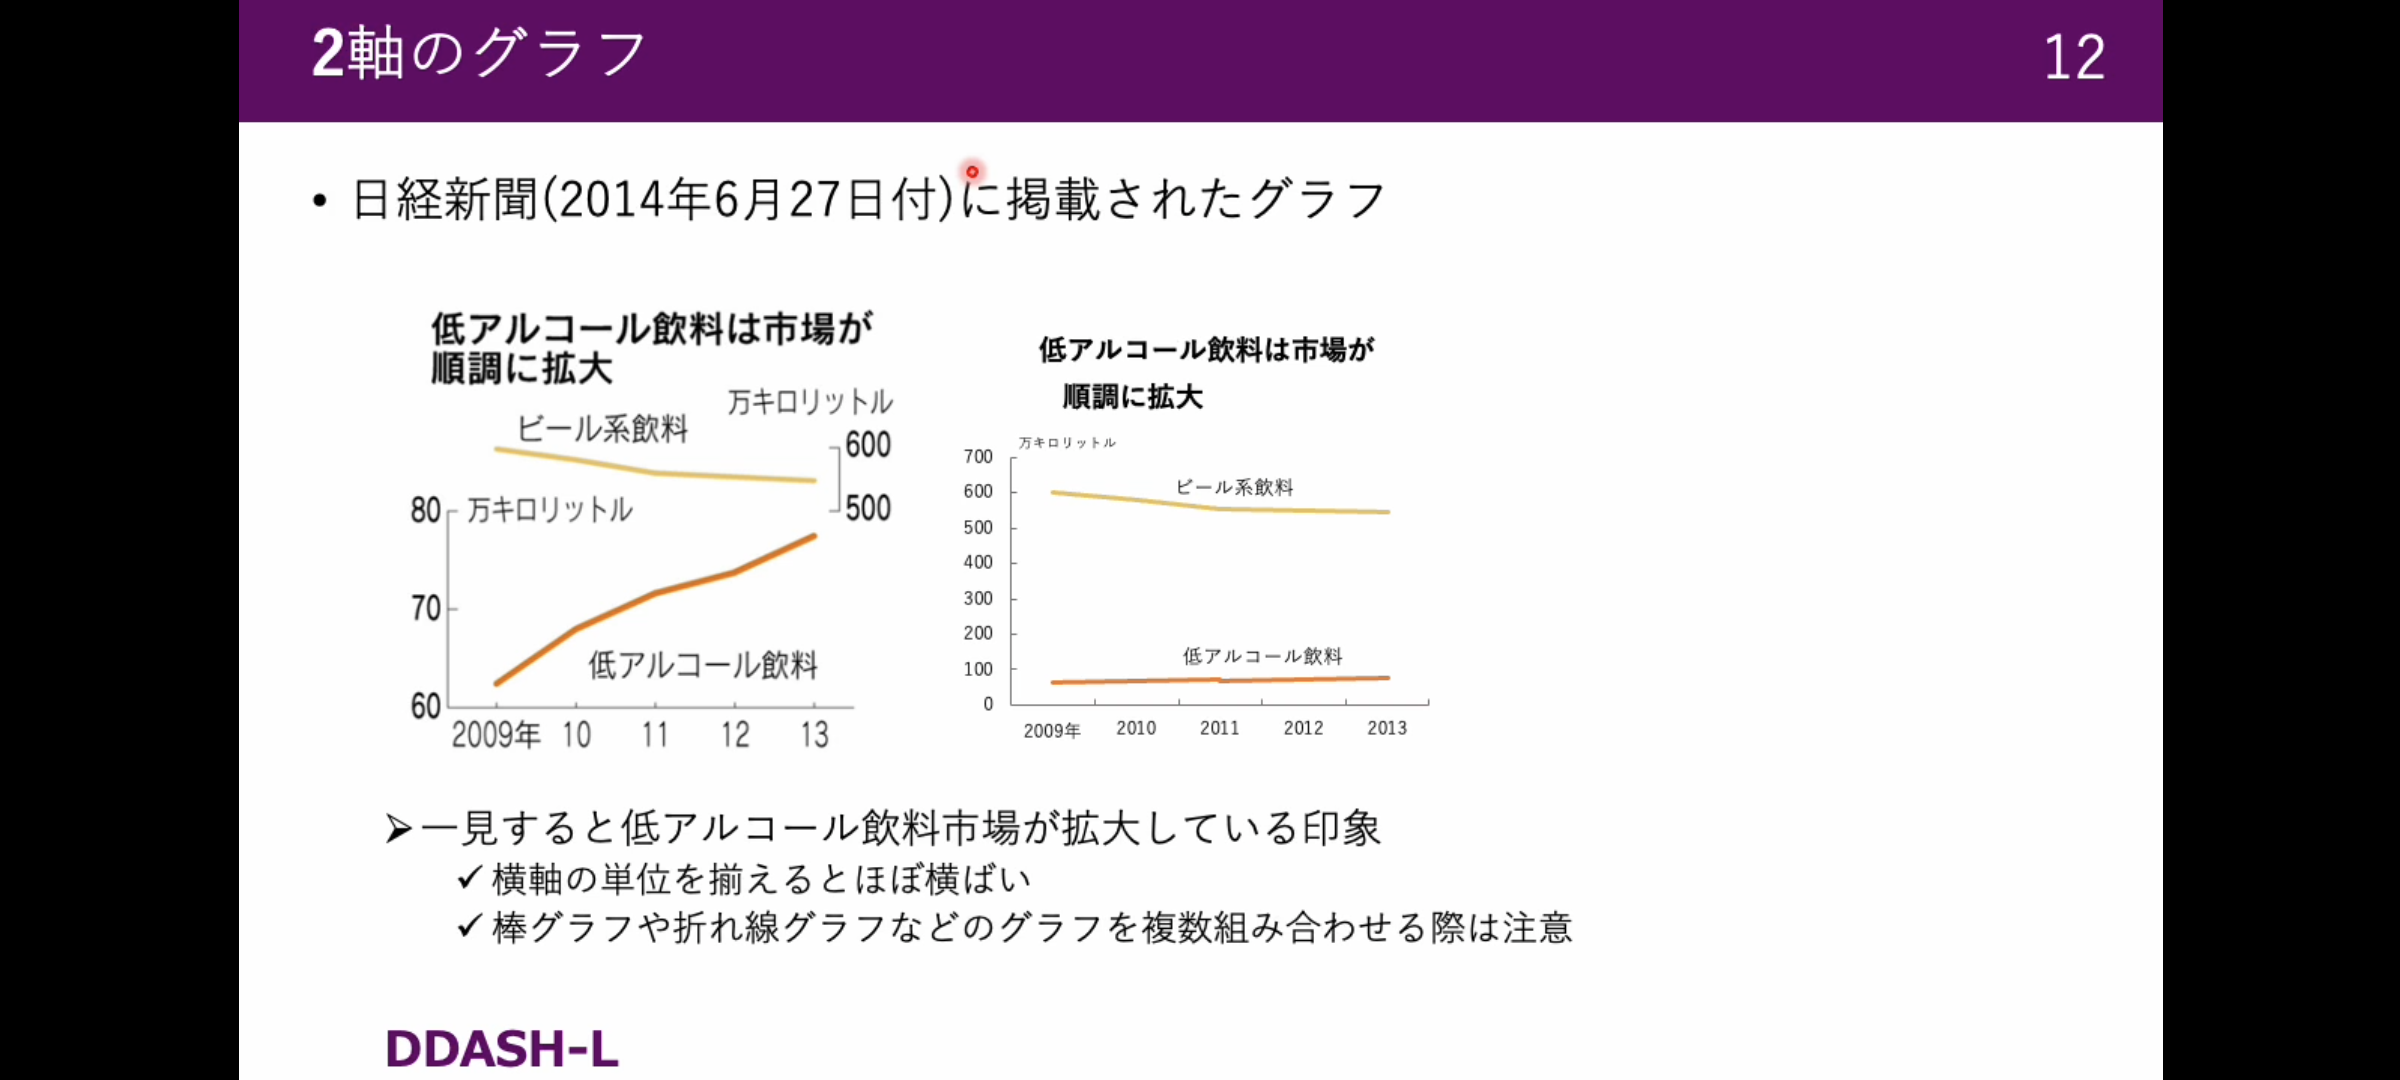 2軸のグラフ
12
• 日経新聞(2014年6月27日付)に掲載されたグラフ
低アルコール飲料は市場が
順調に拡大
万キロリットル
ビール系飲料
600
500
80
万キロリットル
70
低アルコール飲料
60
2009年 10 11 12 13
低アルコール飲料は市場が
順調に拡大
万キロリットル
700
600
ビール系飲料
500
400
300
200
低アルコール飲料
100
0
2009年 2010 2011 2012 2013
➢一見すると低アルコール飲料市場が拡大している印象
✓横軸の単位を揃えるとほぼ横ばい
✓棒グラフや折れ線グラフなどのグラフを複数組み合わせる際は注意
DDASH-L